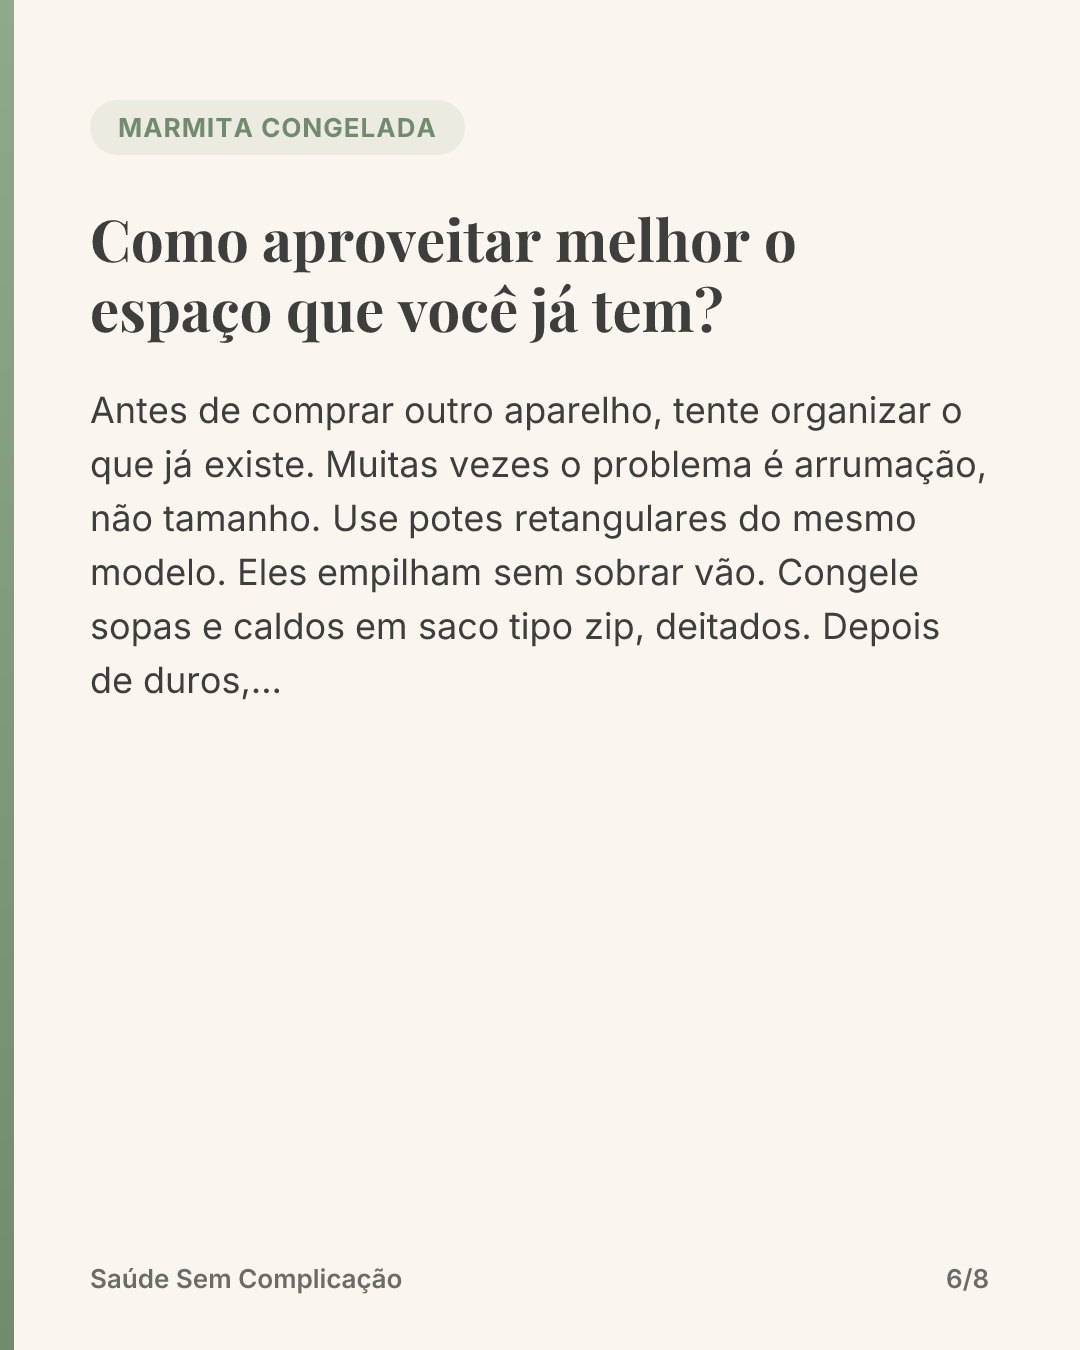 MARMITA CONGELADA
Como aproveitar melhor o
espaço que você já tem?
Antes de comprar outro aparelho, tente organizar o
que já existe. Muitas vezes o problema é arrumação,
não tamanho. Use potes retangulares do mesmo
modelo. Eles empilham sem sobrar vão. Congele
sopas e caldos em saco tipo zip, deitados. Depois
de duros,...
Saúde Sem Complicação
6/8